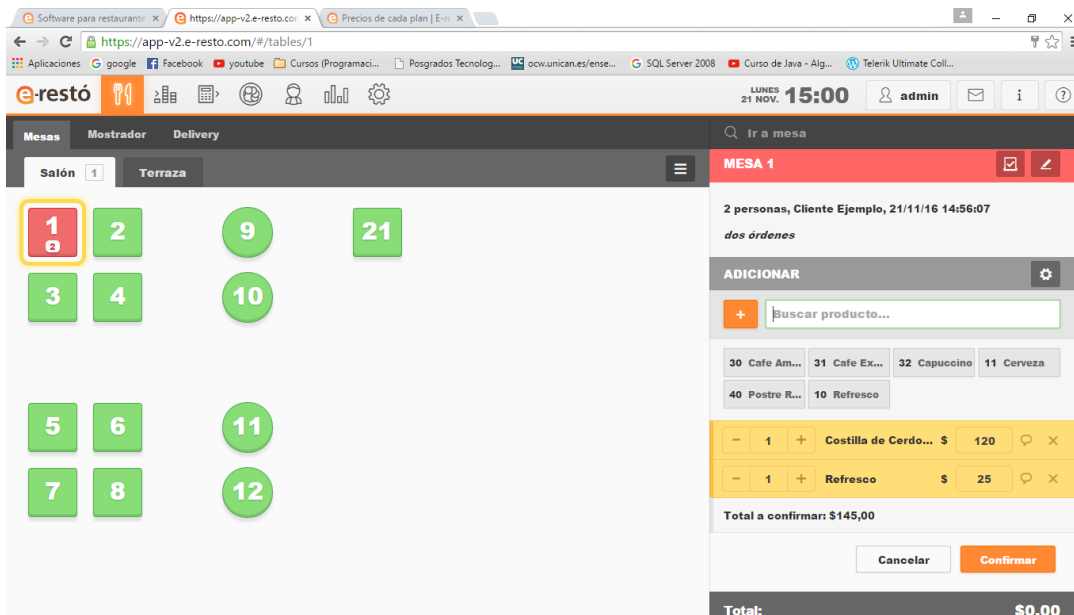 Software para restaurante
https://app-v2.e-resto.com
Precios de cada plan | E-r
https://app-v2.e-resto.com/#/tables/1
Aplicaciones google Facebook youtube Cursos (Programaci... Posgrados Tecnolog... ocw.unican.es/ense... SQL Server 2008 Curso de Java - Alg... Telerik Ultimate Coll...
e-restó
LUNES
21 NOV. 15:00 admin i ?
Mesas Mostrador Delivery
Salón 1 Terraza
1 2 9 21
2
3 4 10
5 6 11
7 8 12
Ir a mesa
MESA 1
2 personas, Cliente Ejemplo, 21/11/16 14:56:07
dos órdenes
ADICIONAR
+ Buscar producto...
30 Cafe Am... 31 Cafe Ex... 32 Capuccino 11 Cerveza
40 Postre R... 10 Refresco
- 1 + Costilla de Cerdo... $ 120
- 1 + Refresco $ 25
Total a confirmar: $145,00
Cancelar Confirmar
Total: $0.00